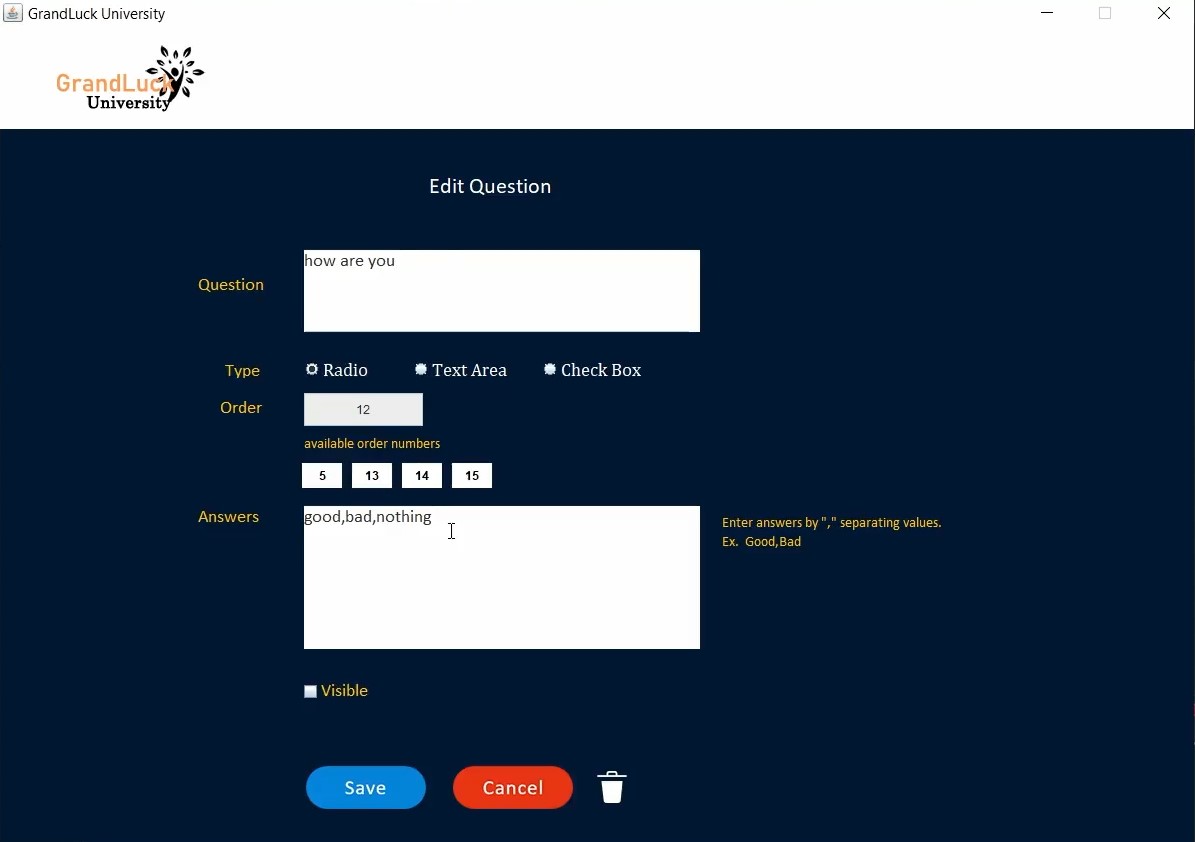 GrandLuck University
GrandLuck
University
Edit Question
Question
how are you
Type
Radio
Text Area
Check Box
Order
12
available order numbers
5 13 14 15
Answers
good,bad,nothing
Enter answers by "," separating values.
Ex. Good,Bad
Visible
Save
Cancel